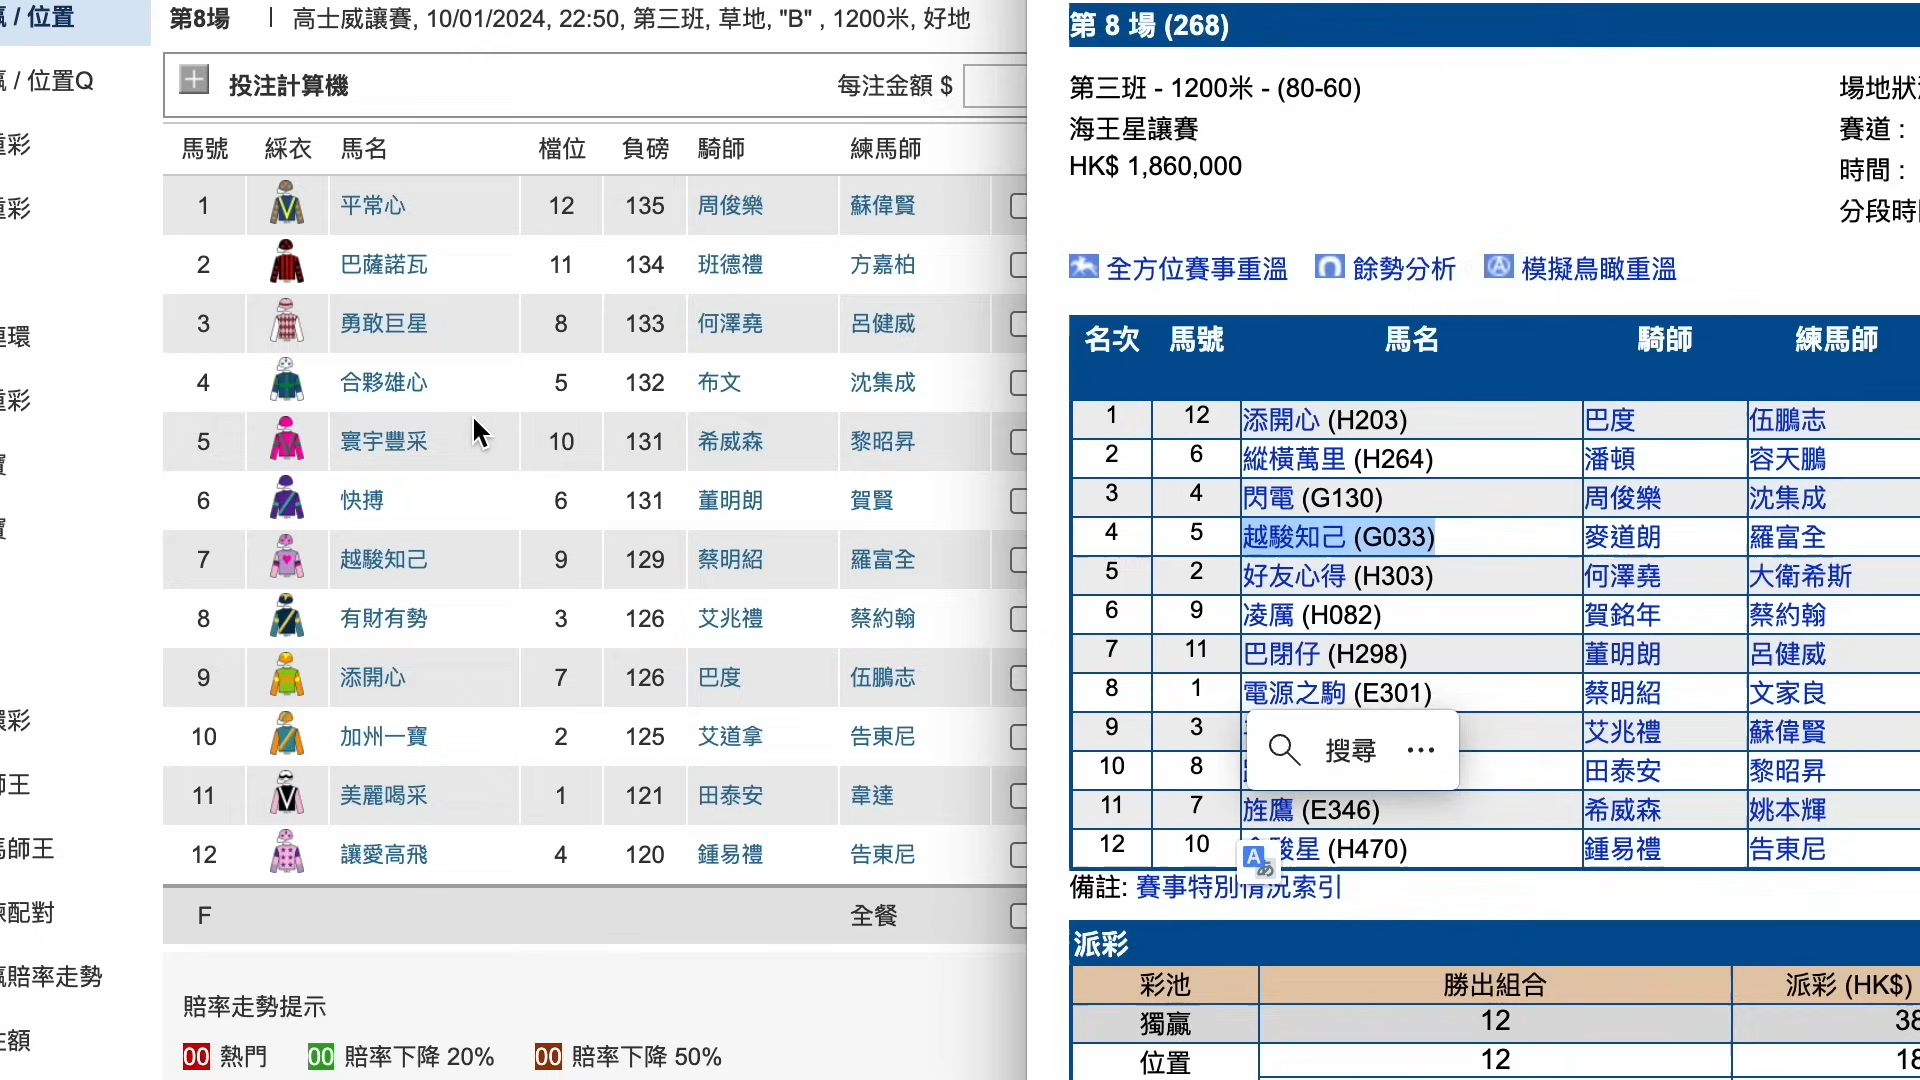 / 位置
/ 位置Q
重彩
重彩
連環
重彩
寶
寶
環彩
師王
馬師王
練配對
贏賠率走勢
注額
第8場 | 高士威讓賽, 10/01/2024, 22:50, 第三班, 草地, "B" , 1200米, 好地
投注計算機 每注金額 $
馬號 綵衣 馬名 檔位 負磅 騎師 練馬師
1 平常心 12 135 周俊樂 蘇偉賢
2 巴薩諾瓦 11 134 班德禮 方嘉柏
3 勇敢巨星 8 133 何澤堯 呂健威
4 合夥雄心 5 132 布文 沈集成
5 寰宇豐采 10 131 希威森 黎昭昇
6 快搏 6 131 董明朗 賀賢
7 越駿知己 9 129 蔡明紹 羅富全
8 有財有勢 3 126 艾兆禮 蔡約翰
9 添開心 7 126 巴度 伍鵬志
10 加州一寶 2 125 艾道拿 告東尼
11 美麗喝采 1 121 田泰安 韋達
12 讓愛高飛 4 120 鍾易禮 告東尼
F 全餐
賠率走勢提示
00 熱門 00 賠率下降 20% 00 賠率下降 50%
第 8 場 (268)
第三班 - 1200米 - (80-60) 場地狀
海王星讓賽 賽道 :
HK$ 1,860,000 時間 :
分段時
全方位賽事重溫 餘勢分析 模擬鳥瞰重溫
名次 馬號 馬名 騎師 練馬師
1 12 添開心 (H203) 巴度 伍鵬志
2 6 縱橫萬里 (H264) 潘頓 容天鵬
3 4 閃電 (G130) 周俊樂 沈集成
4 5 越駿知己 (G033) 麥道朗 羅富全
5 2 好友心得 (H303) 何澤堯 大衛希斯
6 9 凌厲 (H082) 賀銘年 蔡約翰
7 11 巴閉仔 (H298) 董明朗 呂健威
8 1 電源之駒 (E301) 蔡明紹 文家良
9 3 艾兆禮 蘇偉賢
搜尋 ···
10 8 田泰安 黎昭昇
11 7 旌鷹 (E346) 希威森 姚本輝
12 10 駿星 (H470) 鍾易禮 告東尼
備註: 賽事特別情況索引
派彩
彩池 勝出組合 派彩 (HK$)
獨贏 12 38
位置 12 18